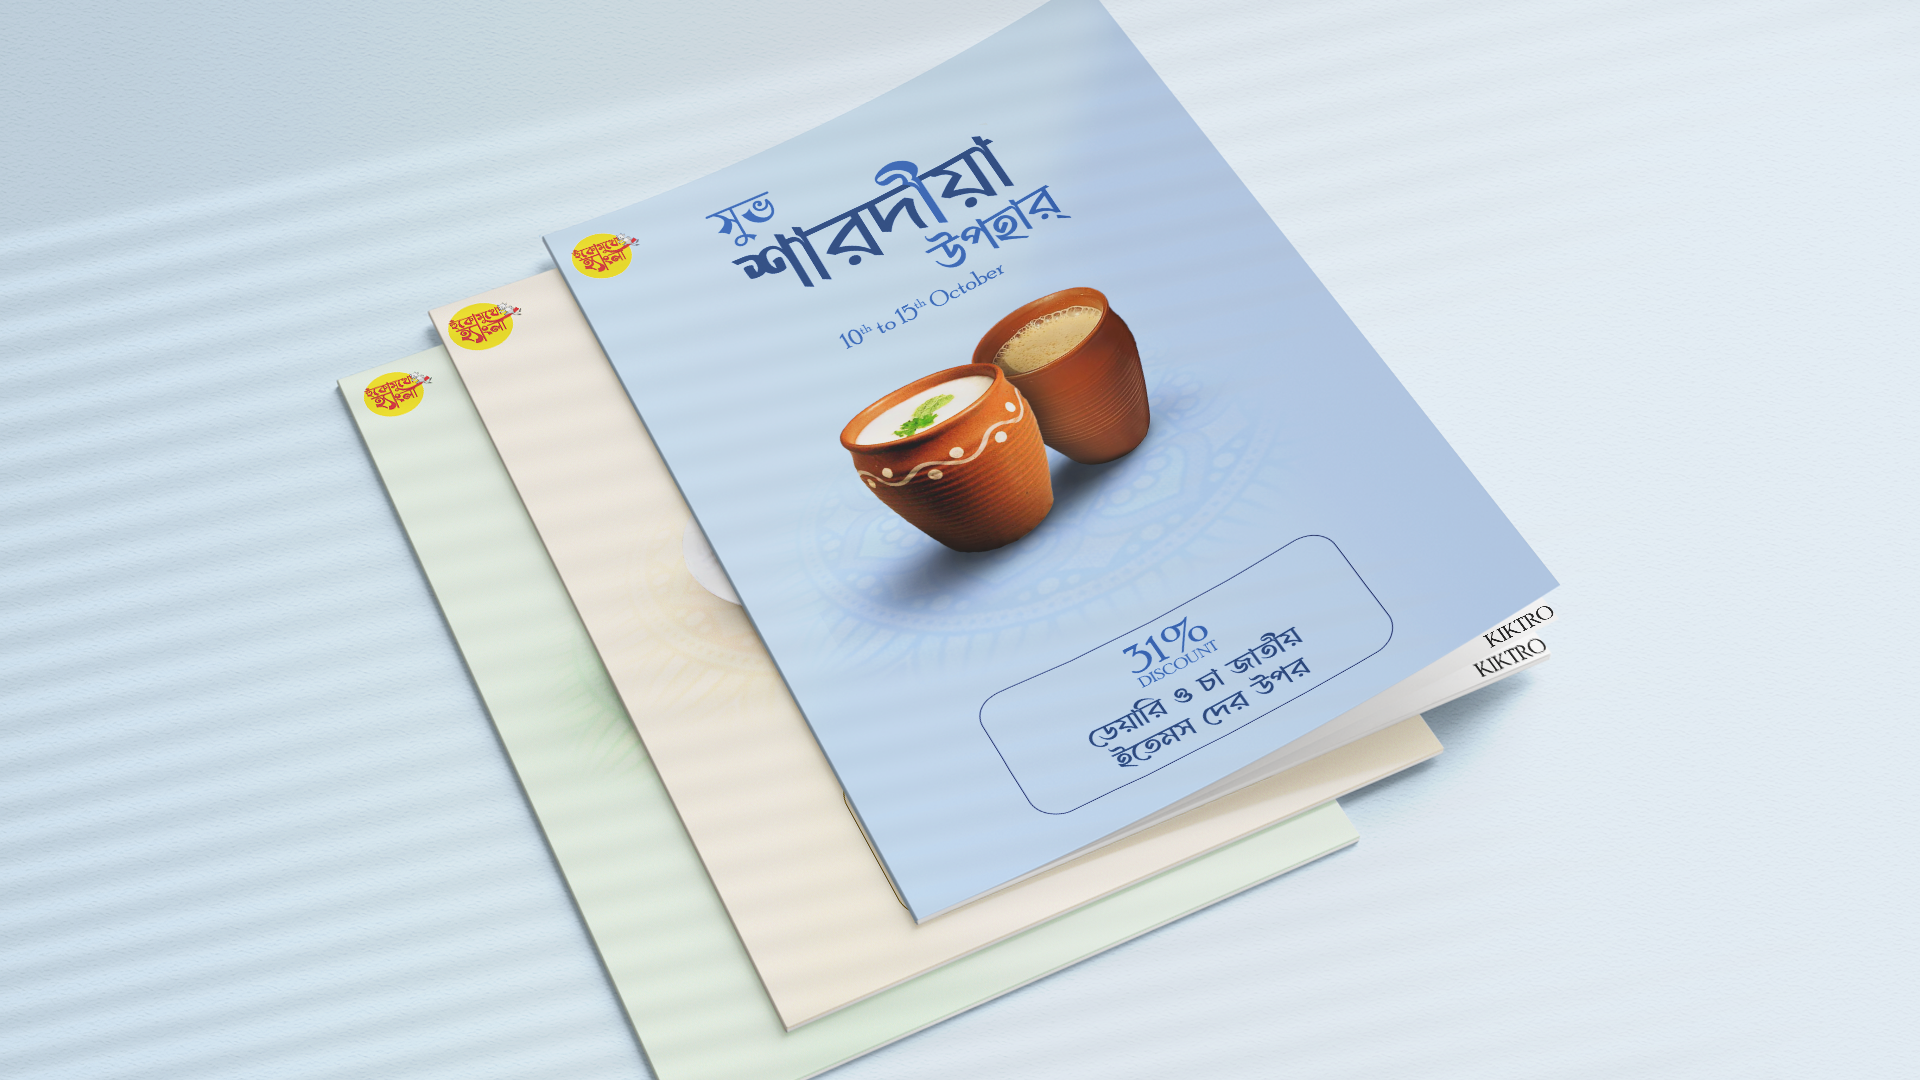 সুভ
শারদীয়া
উপহার্
10th to 15th October
31%
DISCOUNT
ডেয়ারি ও চা জাতীয়
ইতেমস দের উপর
KIKTRO
KIKTRO
হুঁকোমুখো
হ্যাংলা
হুঁকোমুখো
হ্যাংলা
হুঁকোমুখো
হ্যাংলা